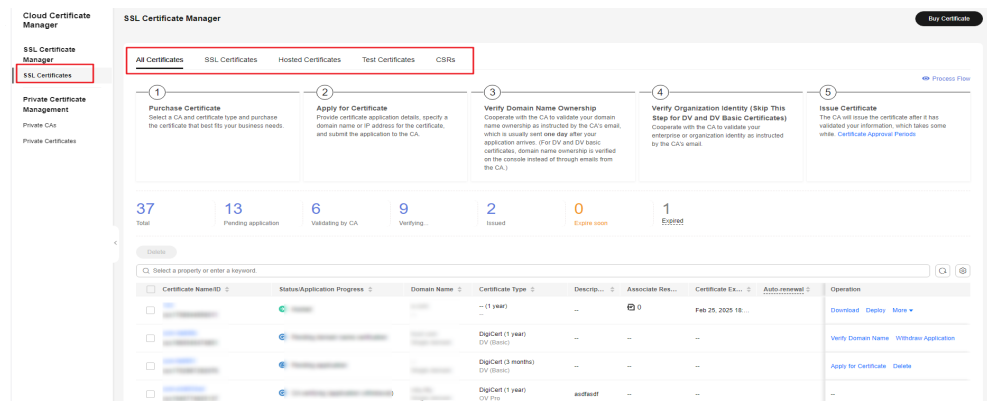 Cloud Certificate
Manager
SSL Certificate
Manager
SSL Certificates
Private Certificate
Management
Private CAs
Private Certificates
SSL Certificate Manager
Buy Certificate
All Certificates SSL Certificates Hosted Certificates Test Certificates CSRs
Process Flow
1
Purchase Certificate
Select a CA and certificate type and purchase
the certificate that best fits your business needs.
2
Apply for Certificate
Provide certificate application details, specify a
domain name or IP address for the certificate,
and submit the application to the CA.
3
Verify Domain Name Ownership
Cooperate with the CA to validate your domain
name ownership as instructed by the CA's email,
which is usually sent one day after your
application arrives. (For DV and DV basic
certificates, domain name ownership is verified
on the console instead of through emails from
the CA.)
4
Verify Organization Identity (Skip This
Step for DV and DV Basic Certificates)
Cooperate with the CA to validate your
enterprise or organization identity as instructed
by the CA's email.
5
Issue Certificate
The CA will issue the certificate after it has
validated your information, which takes some
while. Certificate Approval Periods
37 13 6 9 2 0 1
Total Pending application Validating by CA Verifying... Issued Expire soon Expired
Delete
Select a property or enter a keyword.
Certificate Name/ID Status/Application Progress Domain Name Certificate Type Descrip... Associate Res... Certificate Ex... Auto-renewal Operation
-- (1 year) -- 0 Feb 25, 2025 18:... Download Deploy More
--
DigiCert (1 year) -- -- -- Verify Domain Name Withdraw Application
DV (Basic)
DigiCert (3 months) -- -- -- Apply for Certificate Delete
DV (Basic)
DigiCert (1 year) asdfasdf -- -- --
DV Pro